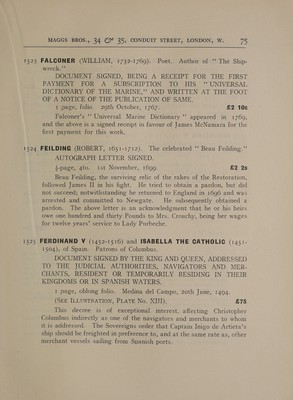 MAGGS BROS., 34 & 35, CONDUIT STREET, LONDON, W. 75
1523 FALCONER (WILLIAM, 1732-1769). Poet. Author of "The Ship-
wreck."
DOCUMENT SIGNED, BEING A RECEIPT FOR THE FIRST
PAYMENT FOR A SUBSCRIPTION TO HIS "UNIVERSAL
DICTIONARY OF THE MARINE," AND WRITTEN AT THE FOOT
OF A NOTICE OF THE PUBLICATION OF SAME.
1 page, folio. 29th October, 1767. £2 10s
Falconer's "Universal Marine Dictionary" appeared in 1769,
and the above is a signed receipt in favour of James McNamara for the
first payment for this work.
1524 FEILDING (ROBERT, 1651-1712). The celebrated "Beau Feilding."
AUTOGRAPH LETTER SIGNED.
½-page, 4to. 1st November, 1699. £2 2s
Beau Feilding, the surviving relic of the rakes of the Restoration,
followed James II in his fight. He tried to obtain a pardon, but did
not succeed; notwithstanding he returned to England in 1696 and was
arrested and committed to Newgate. He subsequently obtained a
pardon. The above letter is an acknowledgment that he or his heirs
owe one hundred and thirty Pounds to Mrs. Crouchy, being her wages
for twelve years' service to Lady Purbeche.
1525 FERDINAND V (1452-1516) and ISABELLA THE CATHOLIC (1451-
1504), of Spain. Patrons of Columbus.
DOCUMENT SIGNED BY THE KING AND QUEEN, ADDRESSED
TO THE JUDICIAL AUTHORITIES, NAVIGATORS AND MER-
CHANTS, RESIDENT OR TEMPORARILY RESIDING IN THEIR
KINGDOMS OR IN SPANISH WATERS.
1 page, oblong folio. Medina del Campo, 20th June, 1494.
(SEE ILLUSTRATION, PLATE NO. XIII). £75
This decree is of exceptional interest, affecting Christopher
Columbus indirectly as one of the navigators and merchants to whom
it is addressed. The Sovereigns order that Captain Inigo de Artieta's
ship should be freighted in preference to, and at the same rate as, other
merchant vessels sailing from Spanish ports.